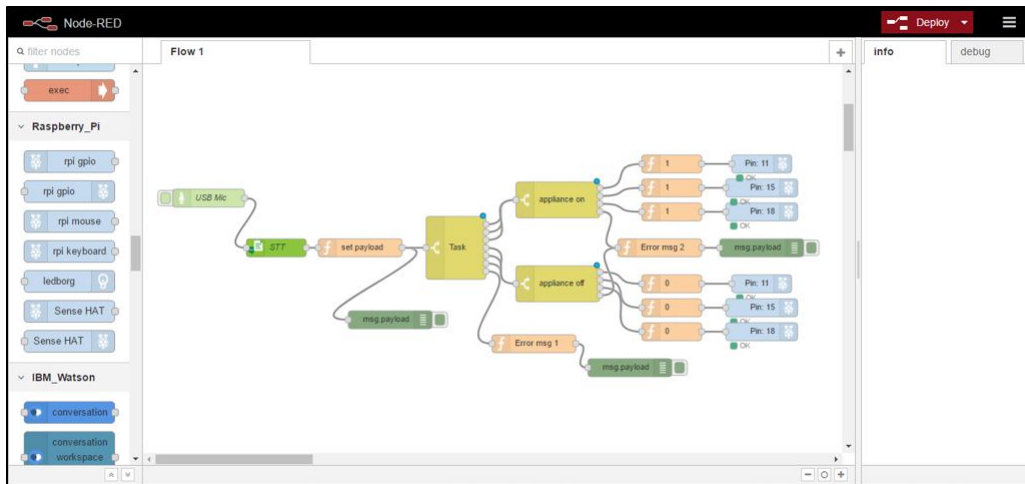 Node-RED
Deploy
filter nodes
Flow 1
info
debug
exec
Raspberry_Pi
rpi gpio
rpi gpio
rpi mouse
rpi keyboard
ledborg
Sense HAT
Sense HAT
IBM_Watson
conversation
conversation
workspace
USB Mic
STT
set payload
msg.payload
Task
appliance on
appliance off
Error msg 1
msg.payload
1
Pin: 11
OK
1
Pin: 15
OK
1
Pin: 18
OK
Error msg 2
msg.payload
0
Pin: 11
OK
0
Pin: 15
OK
0
Pin: 18
OK